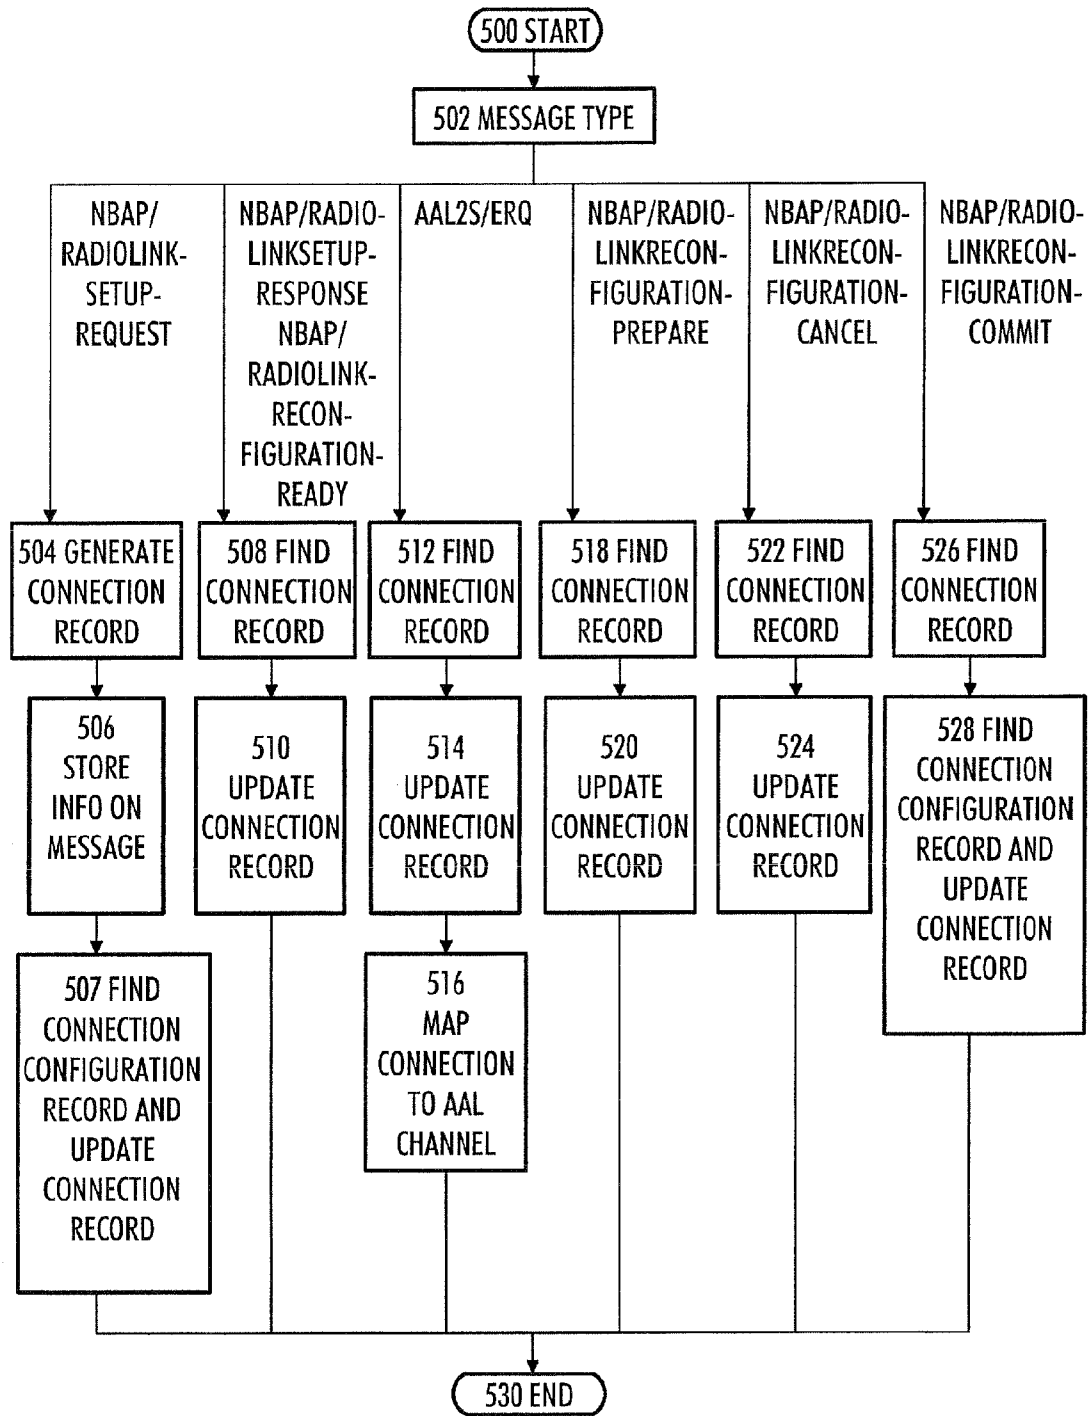 500 START
502 MESSAGE TYPE
NBAP/
RADIOLINK-
SETUP-
REQUEST
NBAP/RADIO-
LINKSETUP-
RESPONSE
NBAP/
RADIOLINK-
RECON-
FIGURATION-
READY
AAL2S/ERQ
NBAP/RADIO-
LINKRECON-
FIGURATION-
PREPARE
NBAP/RADIO-
LINKRECON-
FIGURATION-
CANCEL
NBAP/RADIO-
LINKRECON-
FIGURATION-
COMMIT
504 GENERATE
CONNECTION
RECORD
508 FIND
CONNECTION
RECORD
512 FIND
CONNECTION
RECORD
518 FIND
CONNECTION
RECORD
522 FIND
CONNECTION
RECORD
526 FIND
CONNECTION
RECORD
506
STORE
INFO ON
MESSAGE
510
UPDATE
CONNECTION
RECORD
514
UPDATE
CONNECTION
RECORD
520
UPDATE
CONNECTION
RECORD
524
UPDATE
CONNECTION
RECORD
528 FIND
CONNECTION
CONFIGURATION
RECORD AND
UPDATE
CONNECTION
RECORD
507 FIND
CONNECTION
CONFIGURATION
RECORD AND
UPDATE
CONNECTION
RECORD
516
MAP
CONNECTION
TO AAL
CHANNEL
530 END